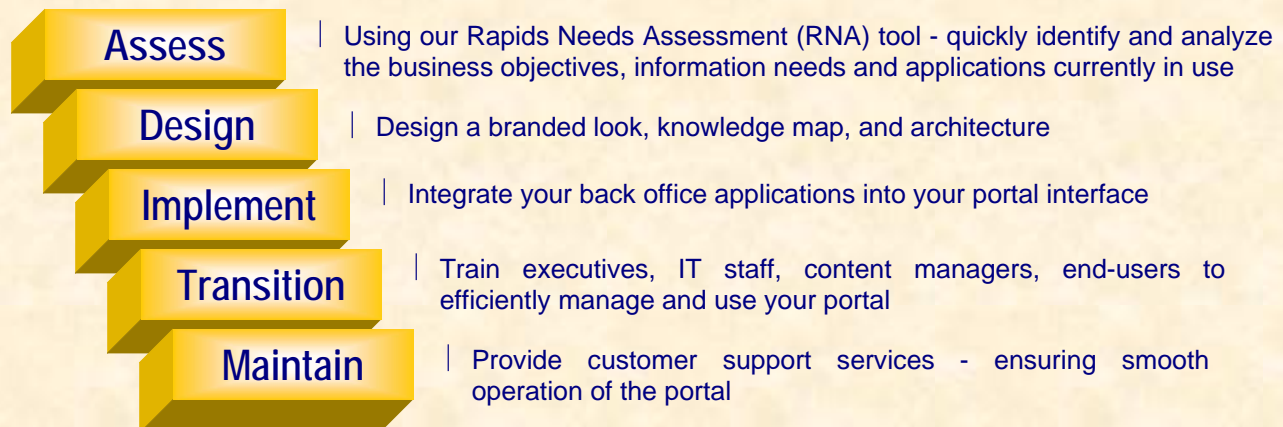 Assess
| Using our Rapids Needs Assessment (RNA) tool - quickly identify and analyze
the business objectives, information needs and applications currently in use
Design
| Design a branded look, knowledge map, and architecture
Implement
| Integrate your back office applications into your portal interface
Transition
| Train executives, IT staff, content managers, end-users to
efficiently manage and use your portal
Maintain
| Provide customer support services - ensuring smooth
operation of the portal